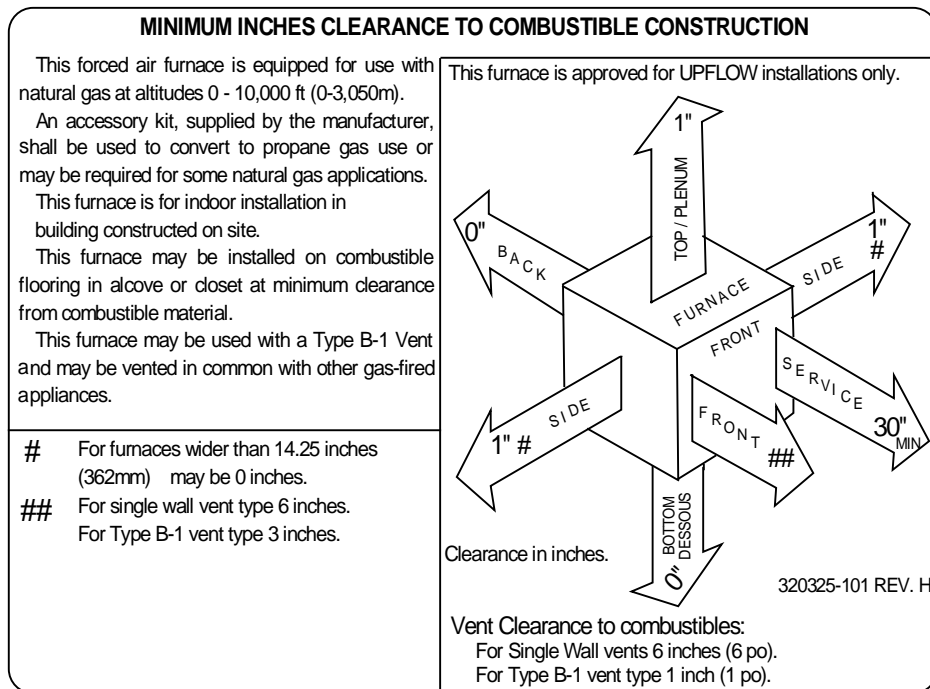 MINIMUM INCHES CLEARANCE TO COMBUSTIBLE CONSTRUCTION
This forced air furnace is equipped for use with
natural gas at altitudes 0 - 10,000 ft (0-3,050m).
An accessory kit, supplied by the manufacturer,
shall be used to convert to propane gas use or
may be required for some natural gas applications.
This furnace is for indoor installation in
building constructed on site.
This furnace may be installed on combustible
flooring in alcove or closet at minimum clearance
from combustible material.
This furnace may be used with a Type B-1 Vent
and may be vented in common with other gas-fired
appliances.
# For furnaces wider than 14.25 inches
(362mm) may be 0 inches.
## For single wall vent type 6 inches.
For Type B-1 vent type 3 inches.
This furnace is approved for UPFLOW installations only.
1"
TOP / PLENUM
0"
BACK
1"
#
SIDE
FURNACE
FRONT
SERVICE
30" MIN
1" #
SIDE
FRONT
##
BOTTOM
DESSOUS
0"
Clearance in inches.
320325-101 REV. H
Vent Clearance to combustibles:
For Single Wall vents 6 inches (6 po).
For Type B-1 vent type 1 inch (1 po).